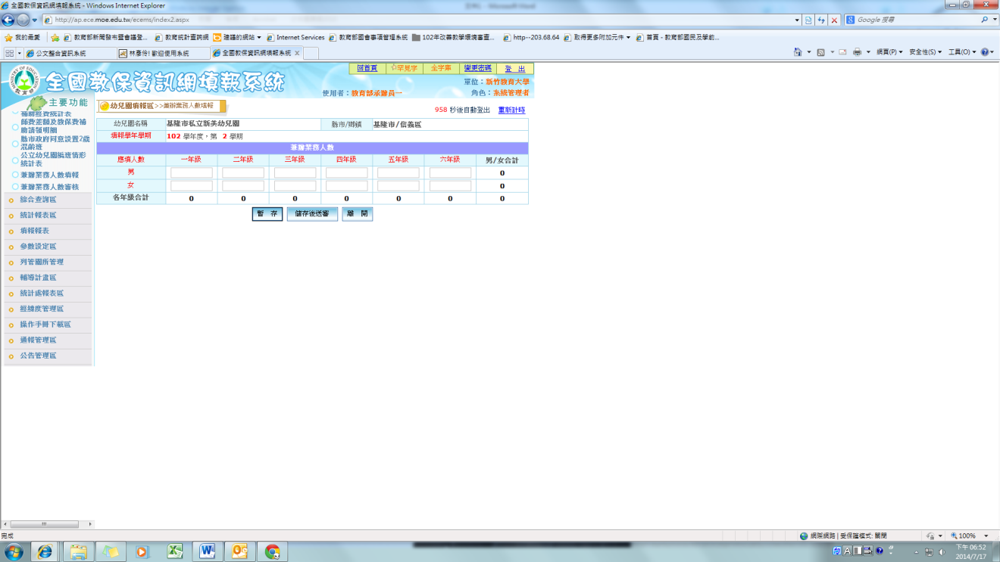 全國教保資訊網填報系統 - Windows Internet Explorer
http://ap.ece.moe.edu.tw/ecems/index2.aspx
Google 搜尋
我的最愛 教育部新聞發布暨會議登... 教育統計查詢網 建議的網站 Internet Services 教育部國會事項管理系統 102年改善教學環境審查... http--203.68.64 取得更多附加元件 首頁 - 教育部國民及學前...
公文整合資訊系統 林彥伶! 歡迎使用系統 全國教保資訊網填報系統
網頁(P) 安全性(S) 工具(O)
回首頁 ☆罕見字 全字庫 變更密碼 登 出
全國教保資訊網填報系統
單位：新竹教育大學
使用者：教育部承辦員一 角色：系統管理者
主要功能
補助經費統計表
師費差額及教保費補助請領明細
縣市政府同意設置2歲混齡班
公立幼兒園編班情形統計表
兼辦業務人數填報
兼辦業務人數審核
綜合查詢區
統計報表區
填報報表
參數設定區
列管園所管理
輔導計畫區
統計處報表區
經緯度管理區
操作手冊下載區
通報管理區
公告管理區
幼兒園填報區>>兼辦業務人數填報
958 秒後自動登出 重新計時
幼兒園名稱 基隆市私立新美幼兒園 縣市/鄉鎮 基隆市/信義區
填報學年學期 102 學年度，第 2 學期
兼辦業務人數
應填人數 一年級 二年級 三年級 四年級 五年級 六年級 男/女合計
男 0
女 0
各年級合計 0 0 0 0 0 0 0
暫 存 儲存後送審 離 開
完成
網際網路 | 受保護模式: 關閉
100%
下午 06:52
2014/7/17